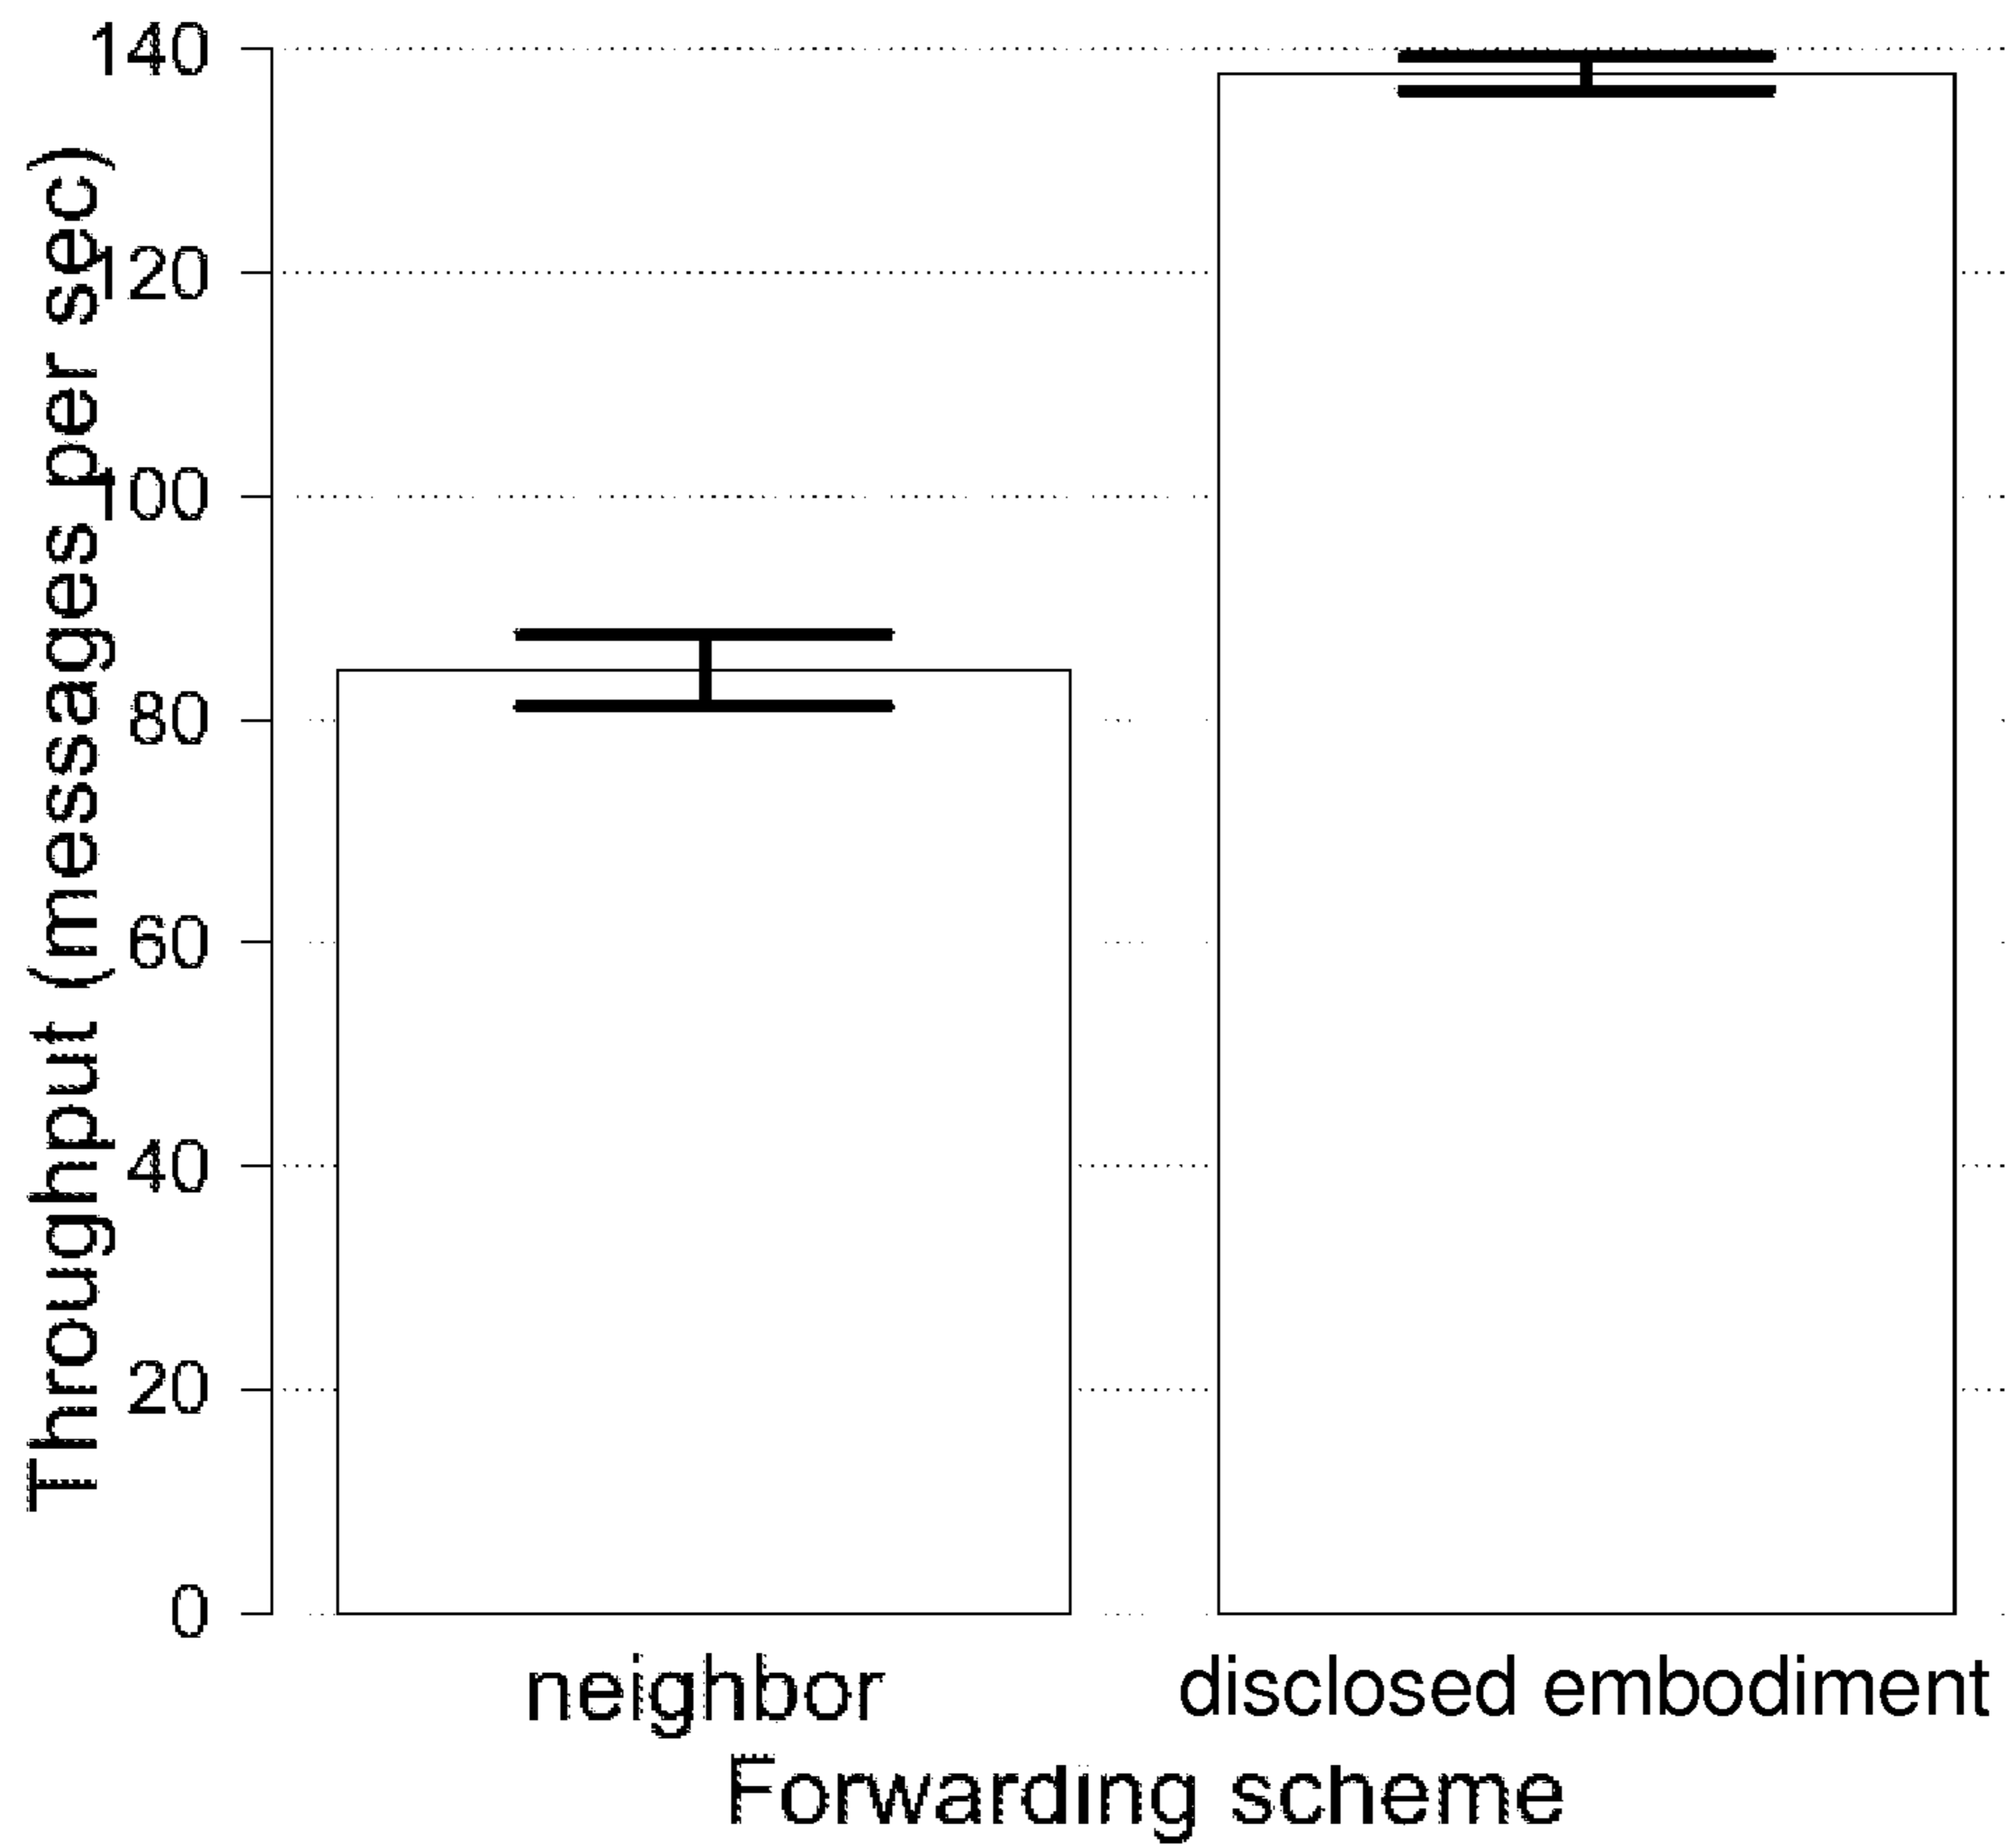 Throughput (messages per sec)
140
120
100
80
60
40
20
0
neighbor
disclosed embodiment
Forwarding scheme